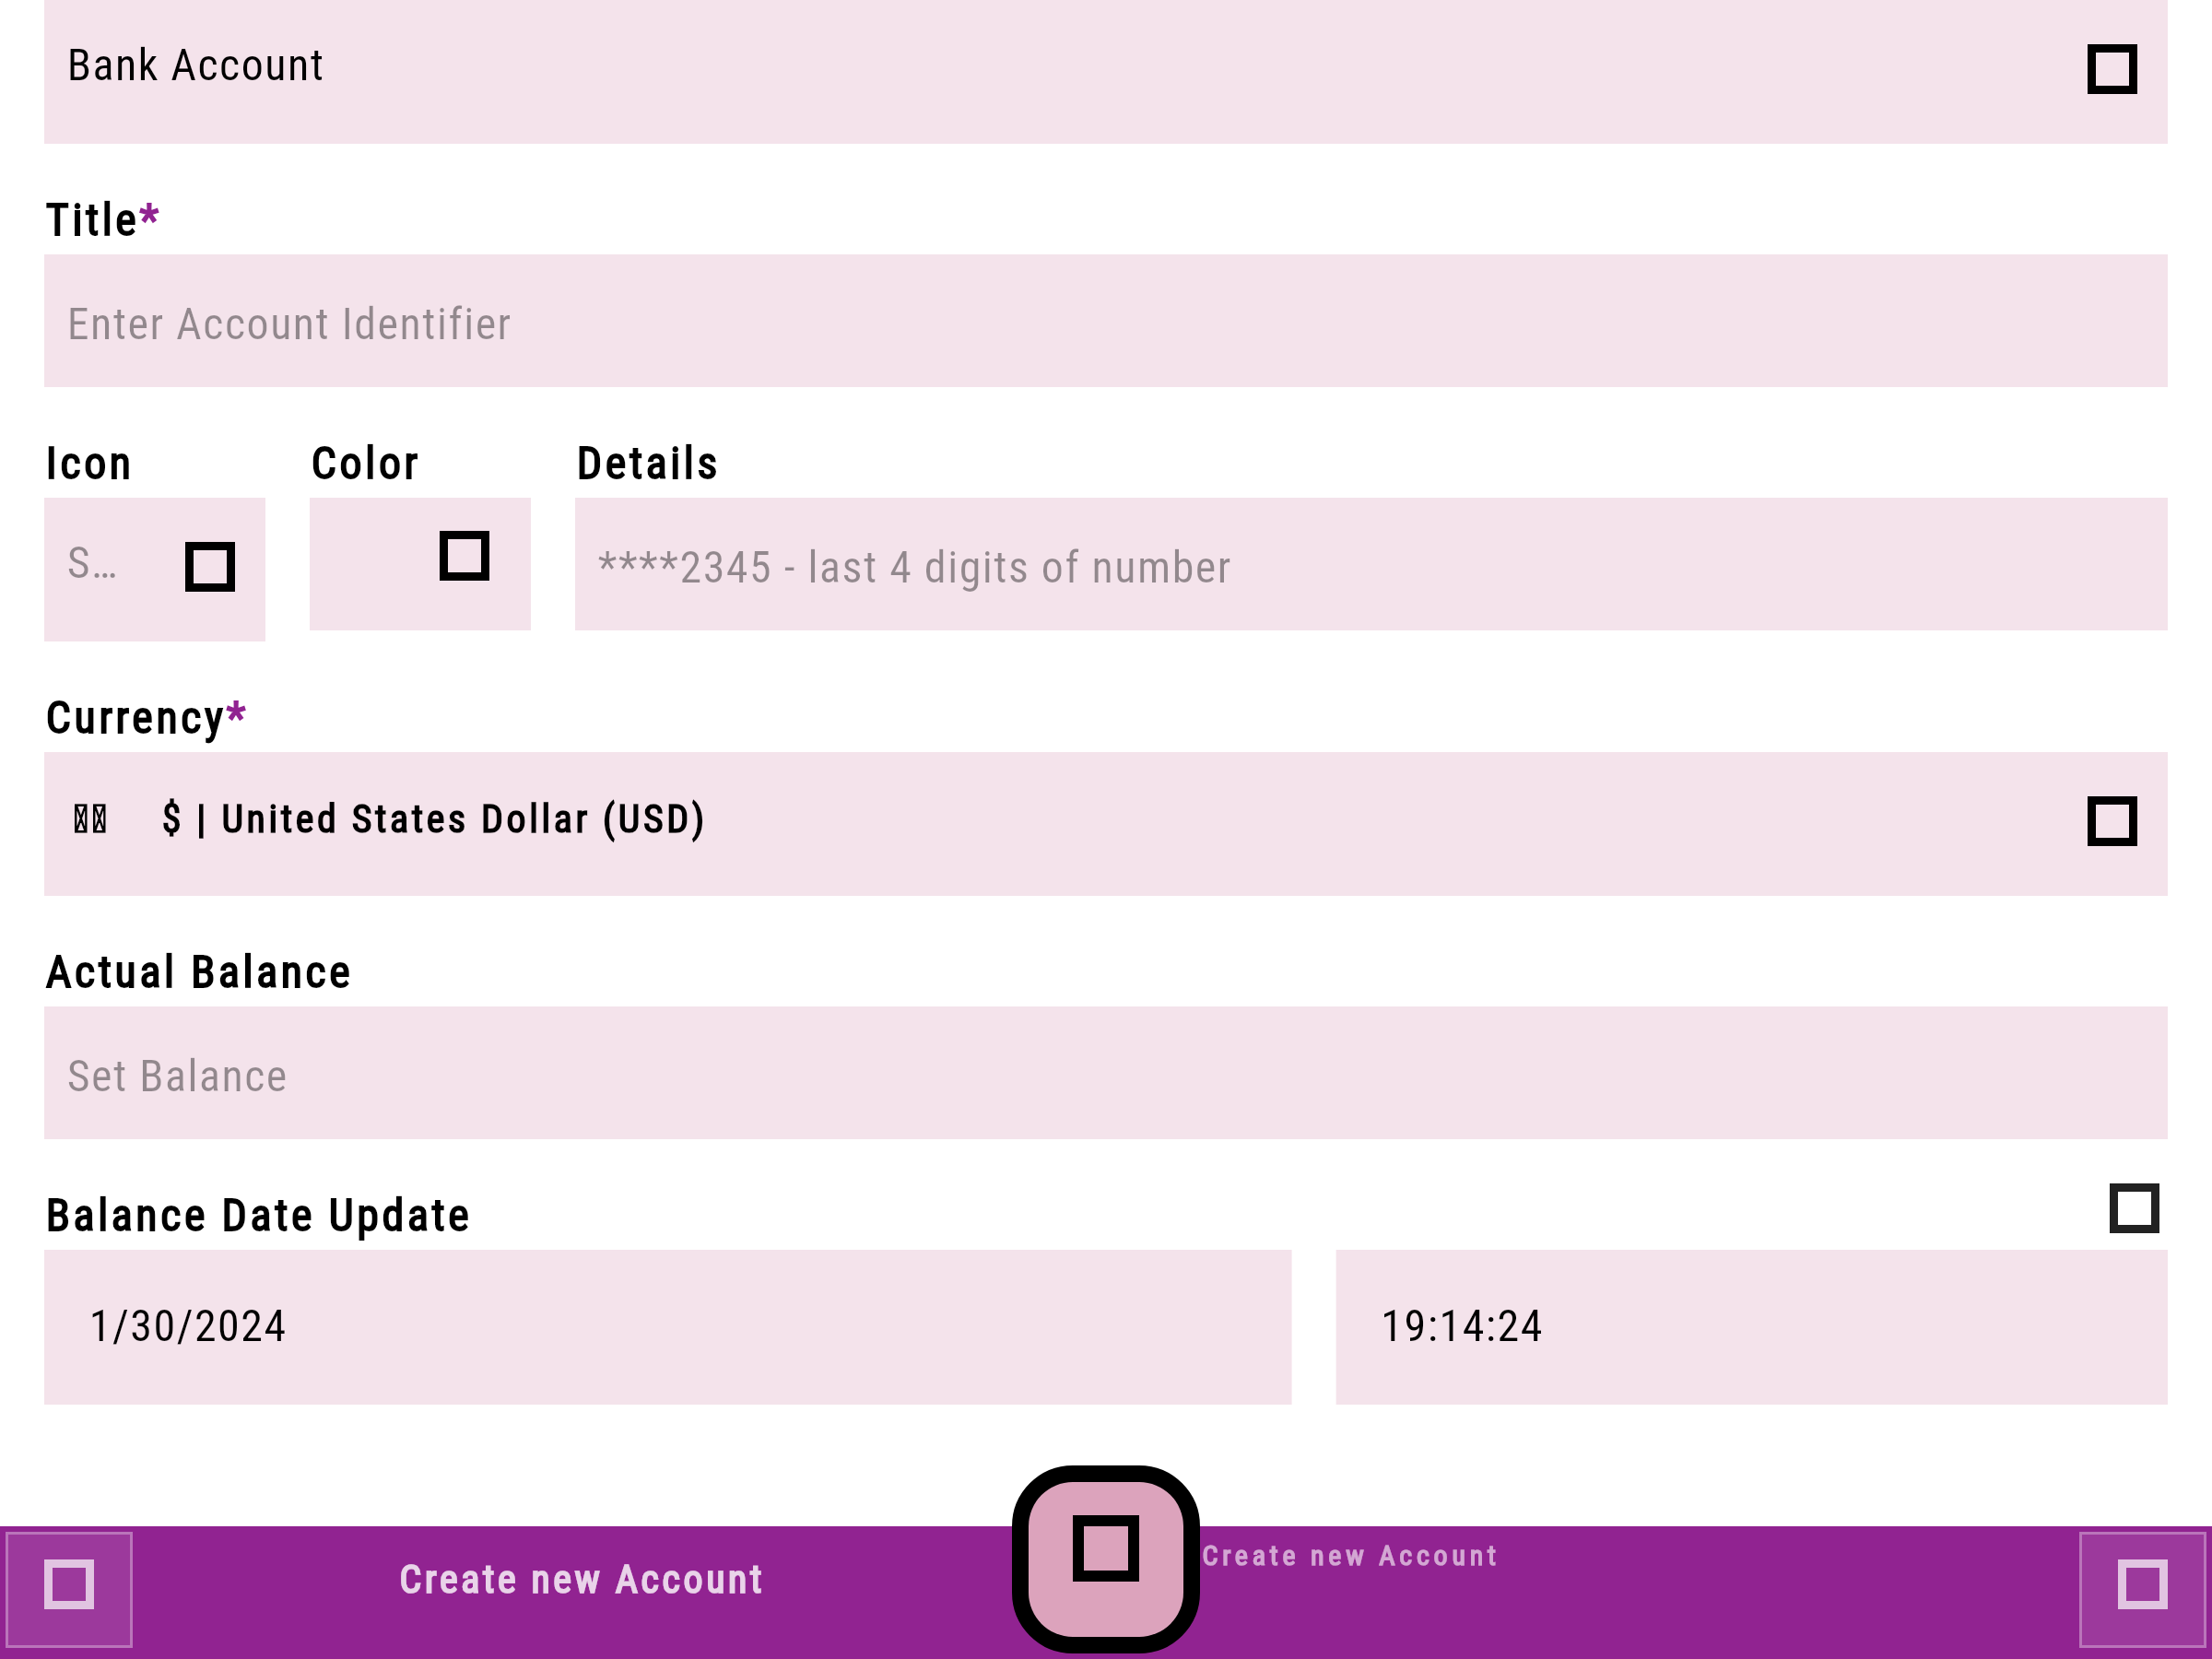 Bank Account
Title*
Enter Account Identifier
Icon Color Details
S… ****2345 - last 4 digits of number
Currency*
$ | United States Dollar (USD)
Actual Balance
Set Balance
Balance Date Update
1/30/2024 19:14:24
Create new Account
Create new Account